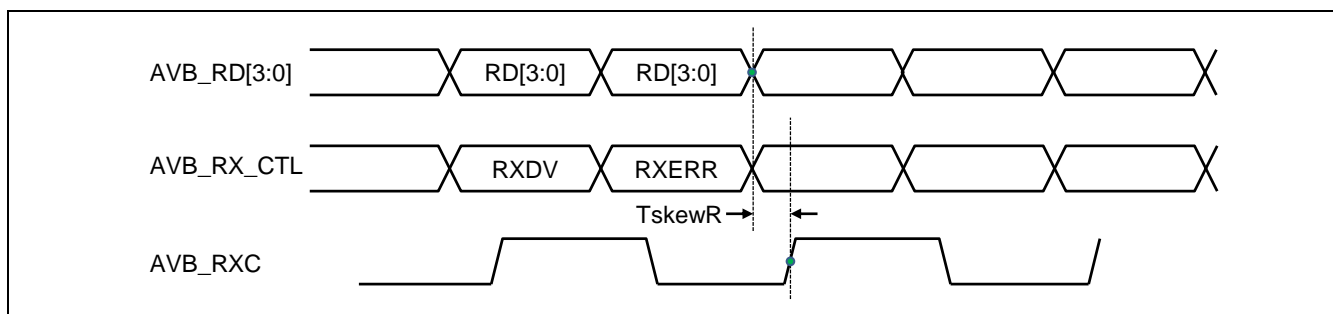 AVB_RD[3:0] RD[3:0] RD[3:0]
AVB_RX_CTL RXDV RXERR
TskewR
AVB_RXC